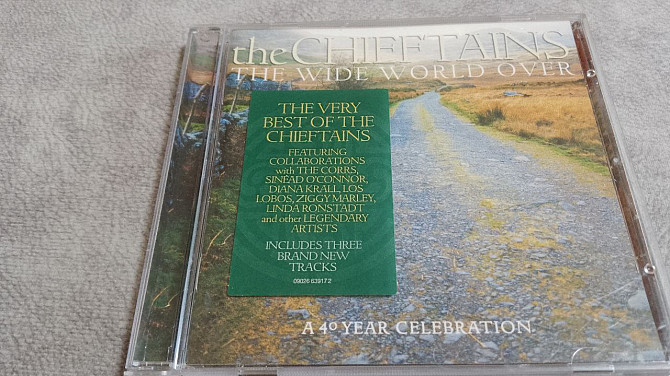 the CHIEFTAINS
THE WIDE WORLD OVER
THE VERY
BEST OF THE
CHIEFTAINS
FEATURING
COLLABORATIONS
with THE CORRS,
SINÉAD O'CONNOR,
DIANA KRALL, LOS
LOBOS, ZIGGY MARLEY,
LINDA RONSTADT
and other LEGENDARY
ARTISTS
INCLUDES THREE
BRAND NEW
TRACKS
09026 63917 2
A 40 YEAR CELEBRATION